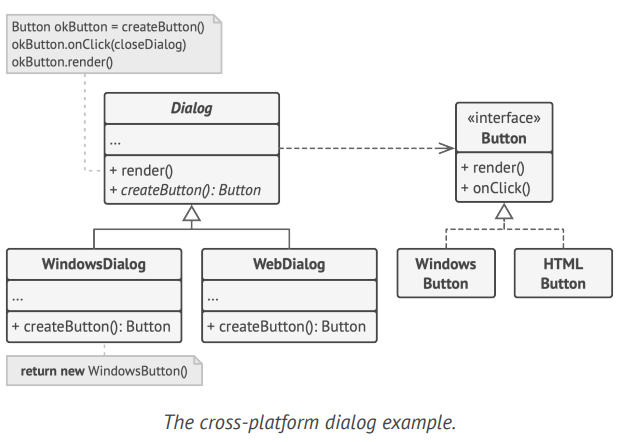 Button okButton = createButton()
okButton.onClick(closeDialog)
okButton.render()
Dialog
...
+ render()
+ createButton(): Button
«interface»
Button
+ render()
+ onClick()
WindowsDialog
...
+ createButton(): Button
WebDialog
...
+ createButton(): Button
Windows
Button
HTML
Button
return new WindowsButton()
The cross-platform dialog example.